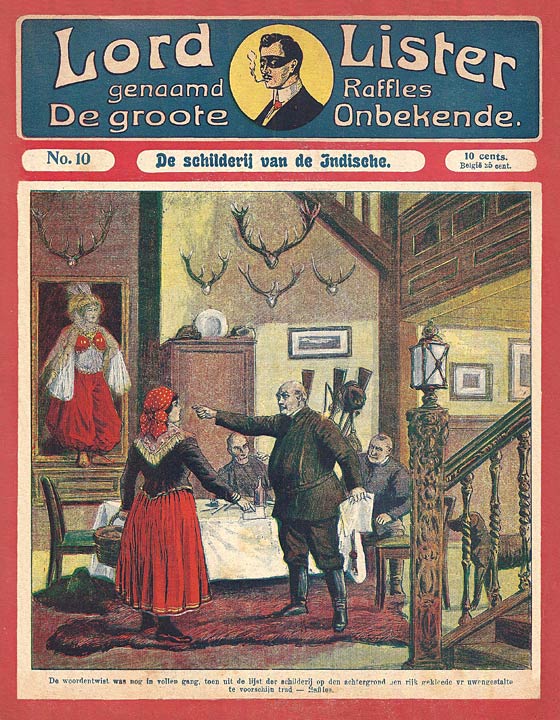 Lord Lister
genaamd Raffles
De groote Onbekende.
No. 10
De schilderij van de Indische.
10 cents.
België 25 cent.
De woordentwist was nog in vollen gang, toen uit de lijst der schilderij op den achtergrond een rijk gekleede vrouwengestalte
te voorschijn trad — Raffles.